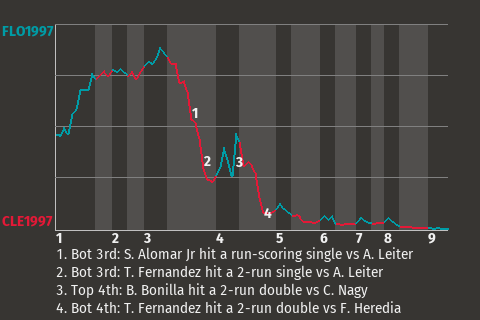 FLO1997
1
2
3
4
CLE1997
1 2 3 4 5 6 7 8 9
1. Bot 3rd: S. Alomar Jr hit a run-scoring single vs A. Leiter
2. Bot 3rd: T. Fernandez hit a 2-run single vs A. Leiter
3. Top 4th: B. Bonilla hit a 2-run double vs C. Nagy
4. Bot 4th: T. Fernandez hit a 2-run double vs F. Heredia